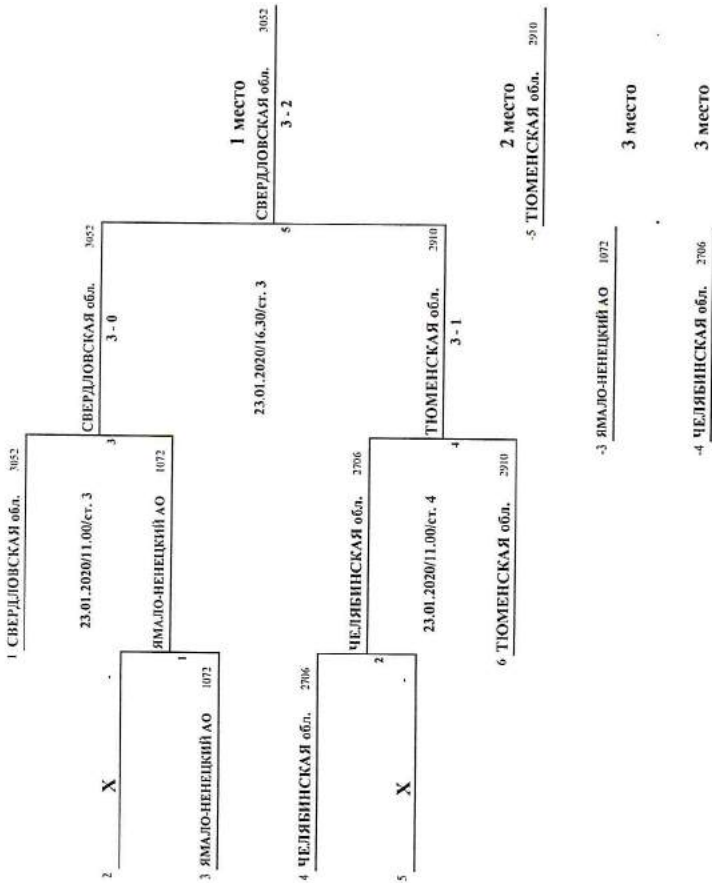 1 СВЕРДЛОВСКАЯ обл. 3052
23.01.2020/11.00/ст. 3
2 X -
1
ЯМАЛО-НЕНЕЦКИЙ АО 1072
3 ЯМАЛО-НЕНЕЦКИЙ АО 1072
3
СВЕРДЛОВСКАЯ обл. 3052
3 - 0
4 ЧЕЛЯБИНСКАЯ обл. 2706
2
ЧЕЛЯБИНСКАЯ обл. 2706
5 X -
23.01.2020/11.00/ст. 4
6 ТЮМЕНСКАЯ обл. 2910
4
ТЮМЕНСКАЯ обл. 2910
3 - 1
23.01.2020/16.30/ст. 3
5
1 место
СВЕРДЛОВСКАЯ обл. 3052
3 - 2
2 место
-5 ТЮМЕНСКАЯ обл. 2910
-3 ЯМАЛО-НЕНЕЦКИЙ АО 1072
3 место
-4 ЧЕЛЯБИНСКАЯ обл. 2706
3 место